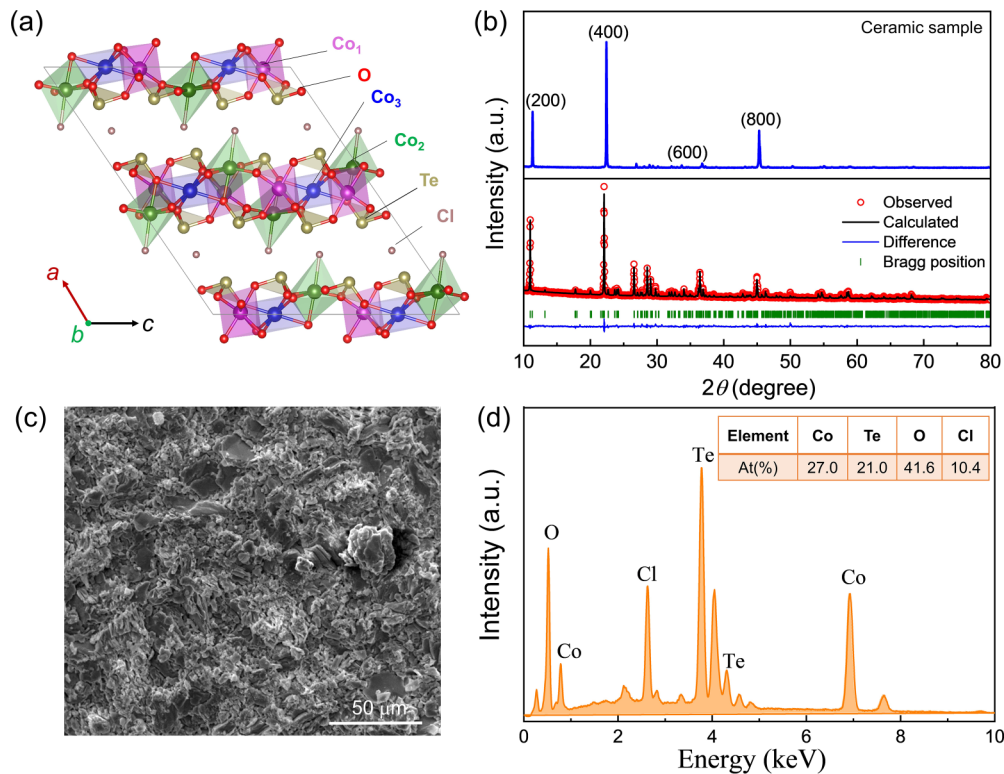 (a)
Co₁
O
Co₃
Co₂
Te
Cl
a
b
c
(b)
Ceramic sample
(200)
(400)
(600)
(800)
Intensity (a.u.)
Observed
Calculated
Difference
Bragg position
10 20 30 40 50 60 70 80
2θ (degree)
(c)
50 μm
(d)
Element Co Te O Cl
At(%) 27.0 21.0 41.6 10.4
O
Co
Cl
Te
Te
Co
Intensity (a.u.)
0 2 4 6 8 10
Energy (keV)